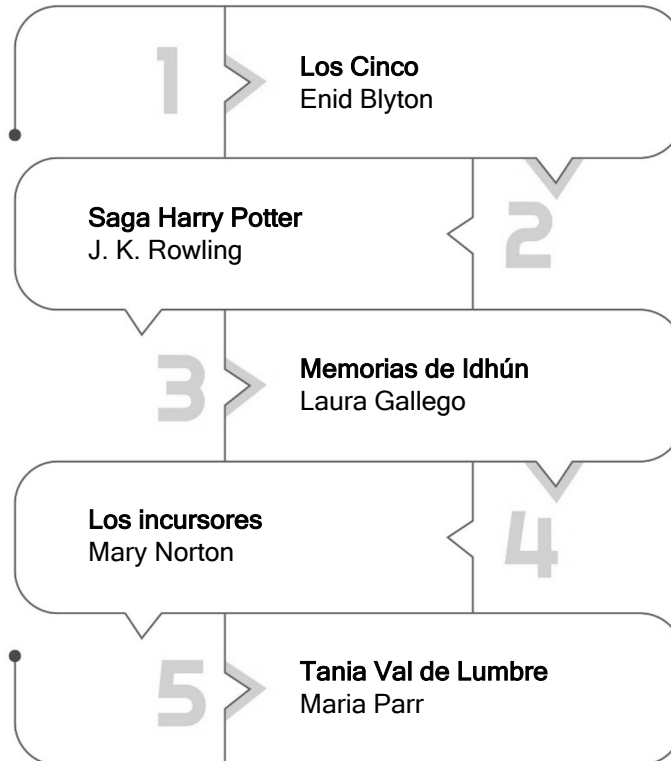 1
Los Cinco
Enid Blyton
Saga Harry Potter
J. K. Rowling
2
3
Memorias de Idhún
Laura Gallego
Los incursores
Mary Norton
4
5
Tania Val de Lumbre
Maria Parr